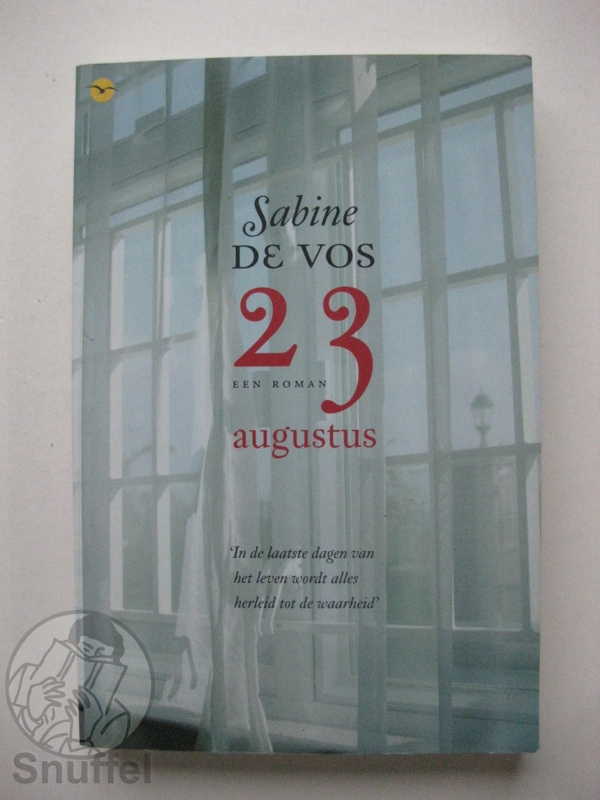 Sabine
DE VOS
23
EEN ROMAN
augustus
‘In de laatste dagen van
het leven wordt alles
herleid tot de waarheid’
Snuffel